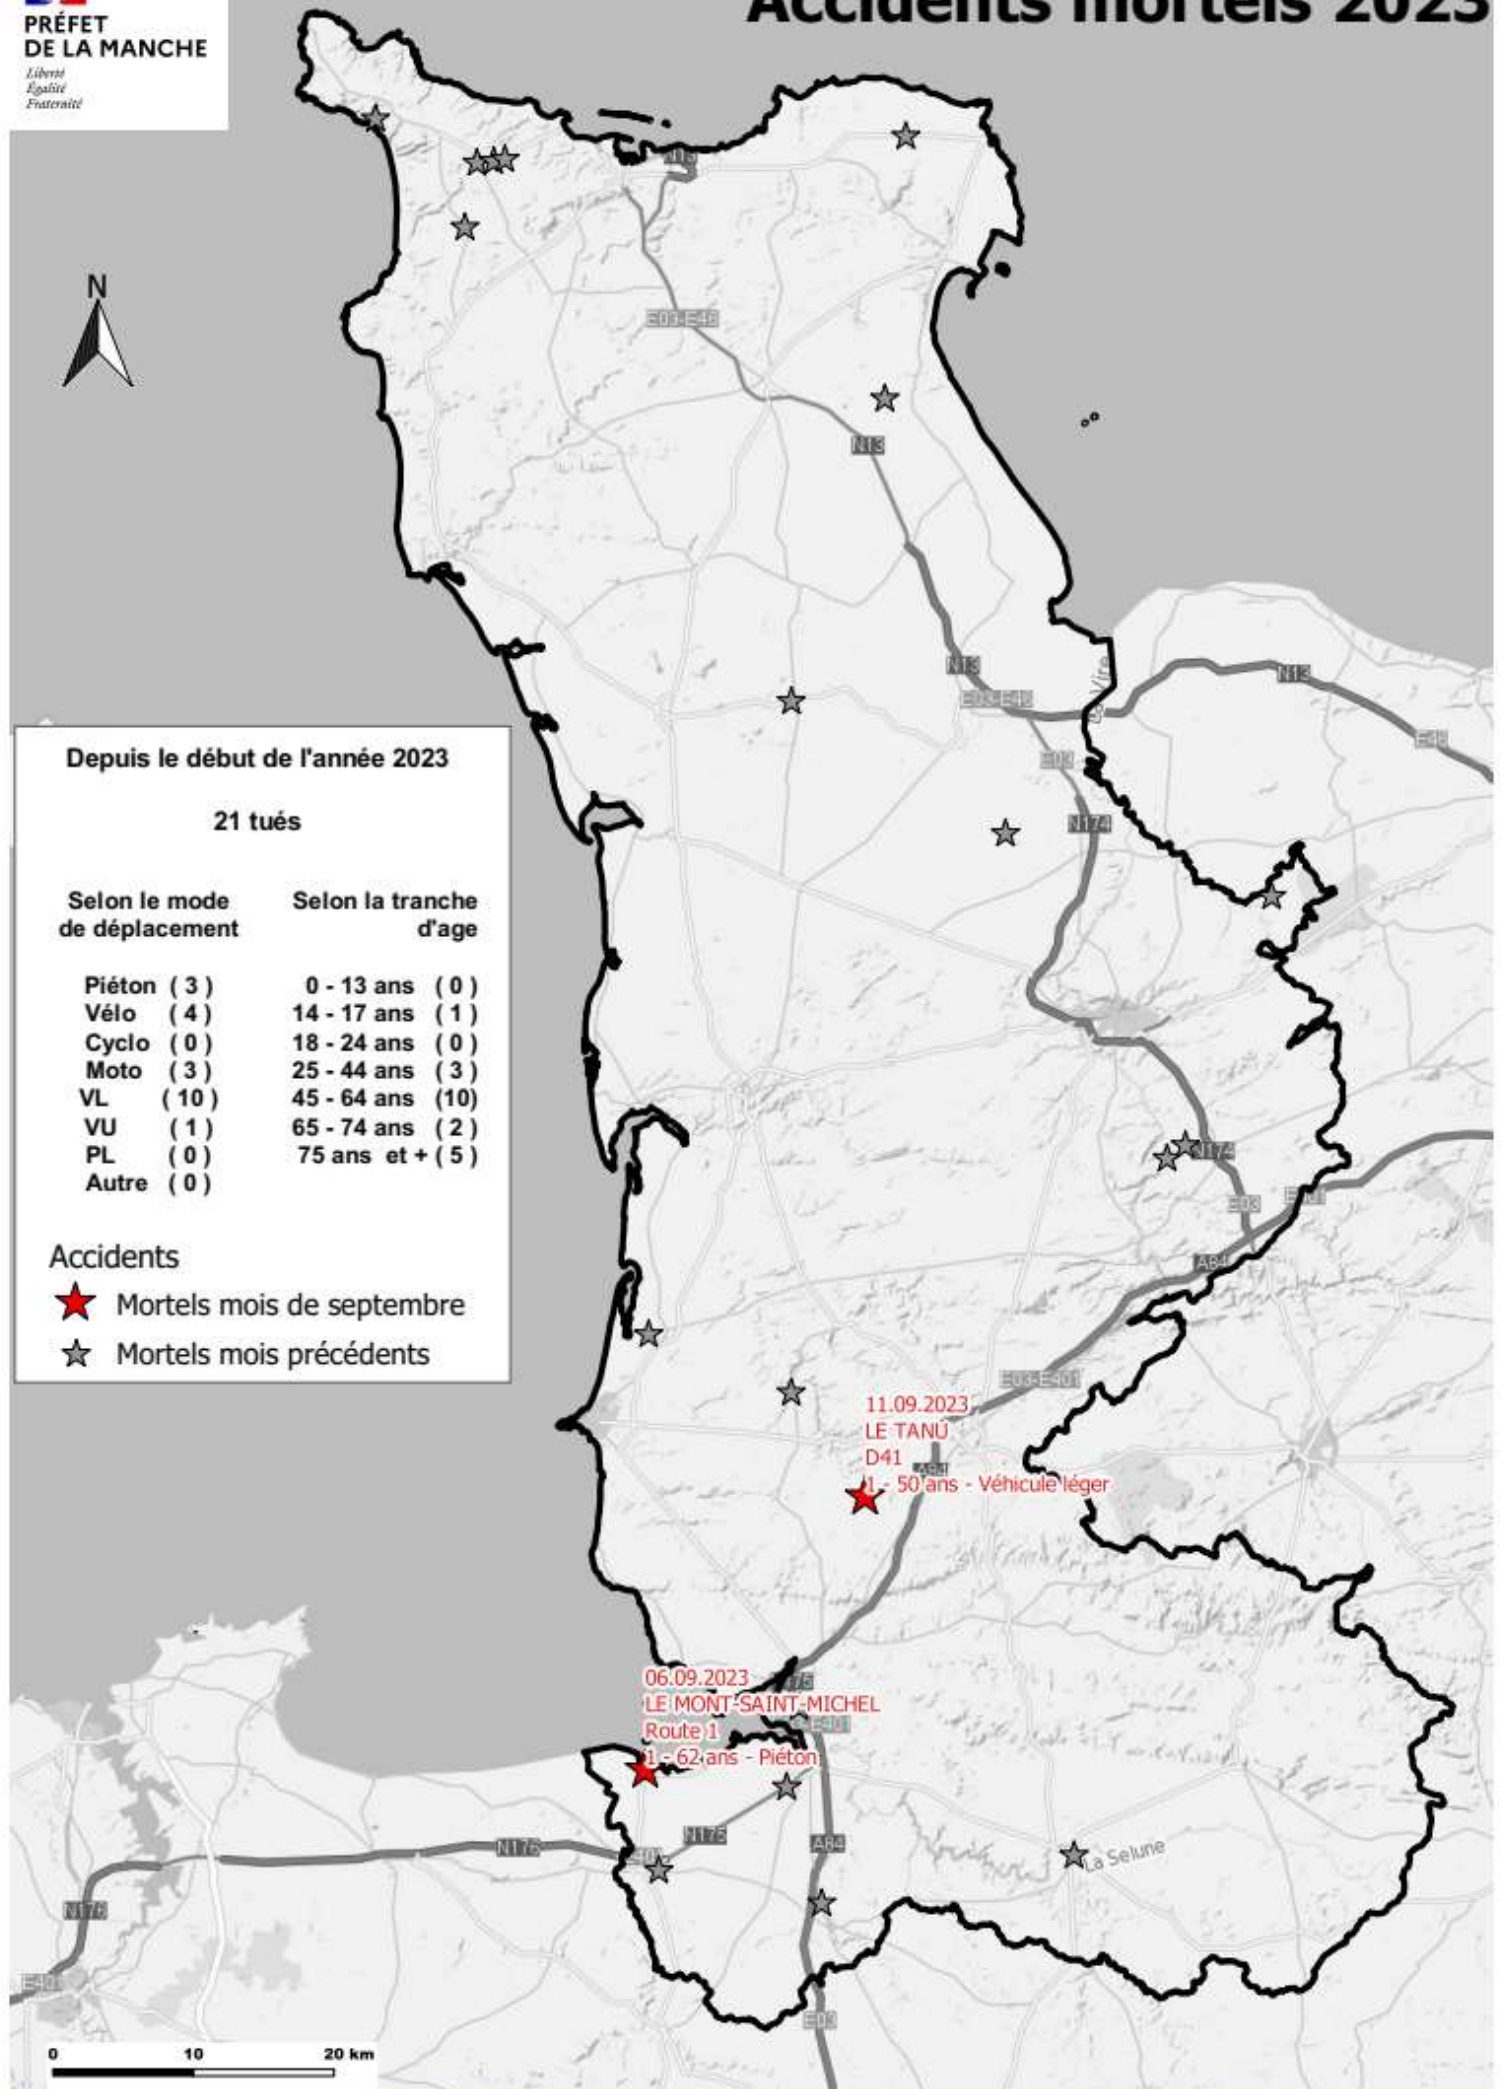 Accidents mortels 2023
PRÉFET
DE LA MANCHE
Liberté
Égalité
Fraternité
N13
N
E03-E46
N13
N13
E03-E46
La Vire
N13
E46
E03
N174
Depuis le début de l'année 2023
21 tués
Selon le mode
de déplacement
Selon la tranche
d'age
Piéton ( 3 ) 0 - 13 ans ( 0 )
Vélo ( 4 ) 14 - 17 ans ( 1 )
Cyclo ( 0 ) 18 - 24 ans ( 0 )
Moto ( 3 ) 25 - 44 ans ( 3 )
VL ( 10 ) 45 - 64 ans (10)
VU ( 1 ) 65 - 74 ans ( 2 )
PL ( 0 ) 75 ans et + ( 5 )
Autre ( 0 )
Accidents
Mortels mois de septembre
Mortels mois précédents
N174
E03
A84
E03-E401
11.09.2023
LE TANU
D41
1 - 50 ans - Véhicule léger
A84
06.09.2023
LE MONT-SAINT-MICHEL
Route 1
1 - 62 ans - Piéton
E401
N175
A84
N176
La Selune
N176
E401
E03
0 10 20 km